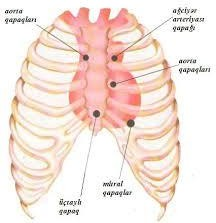 aorta
qapaqları
ağciyər
arteriyası
qapağı
aorta
qapaqları
üçtaylı
qapaq
mitral
qapaqlar